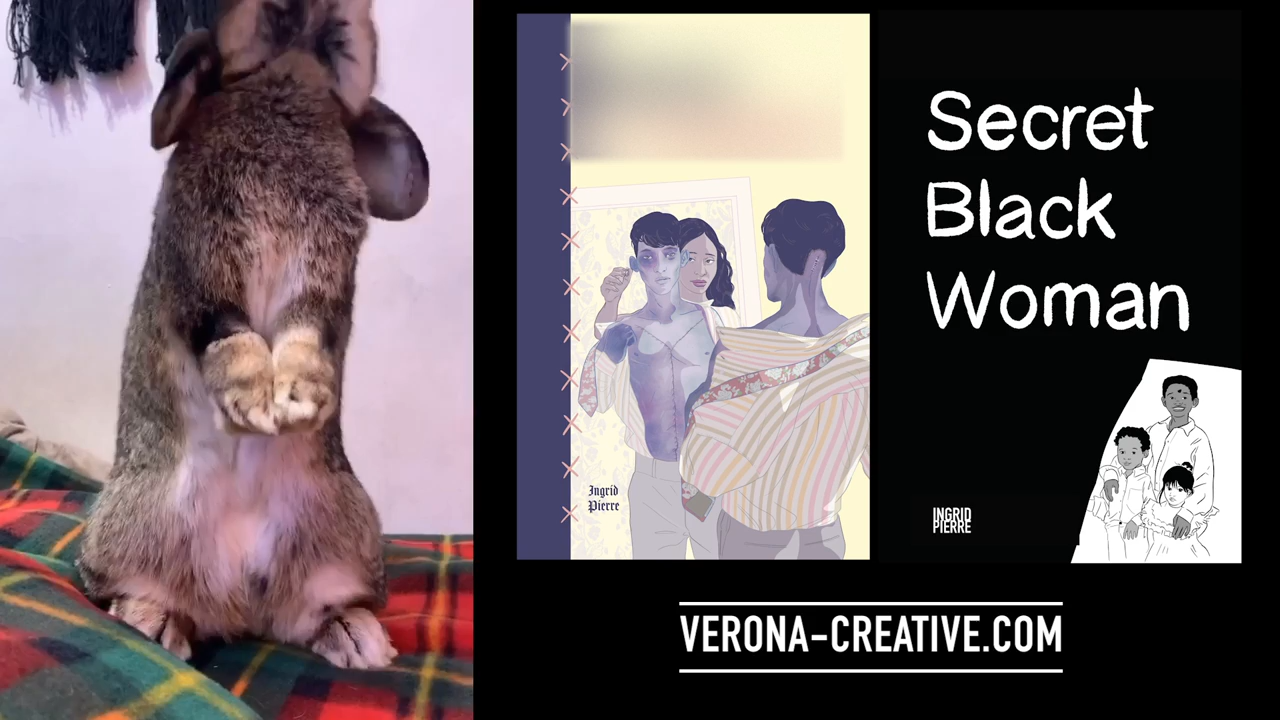 Ingrid
Pierre
Secret
Black
Woman
INGRID
PIERRE
VERONA-CREATIVE.COM